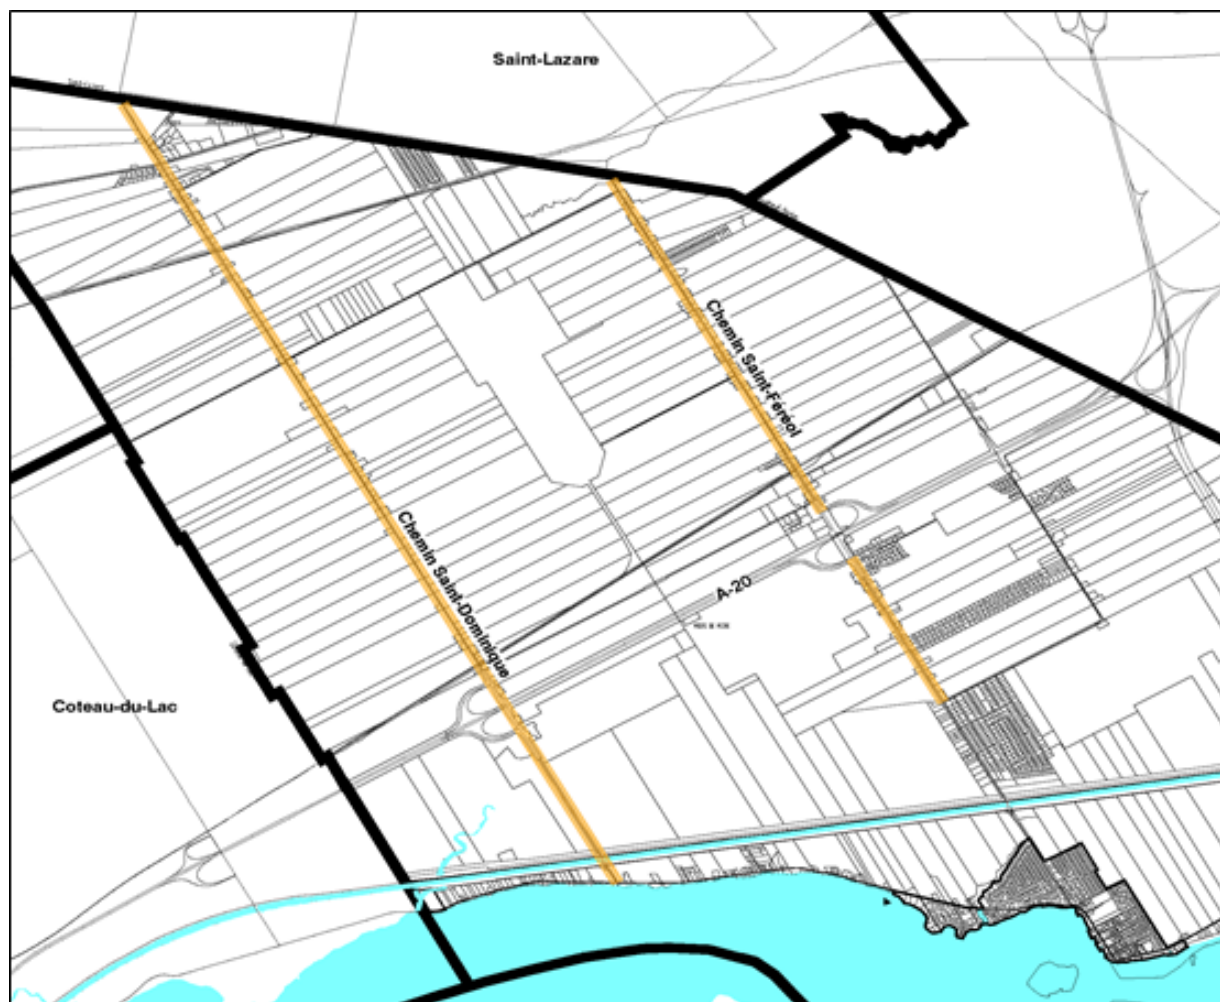 Saint-Lazare
Chemin Saint-Féréol
Chemin Saint-Dominique
A-20
Coteau-du-Lac